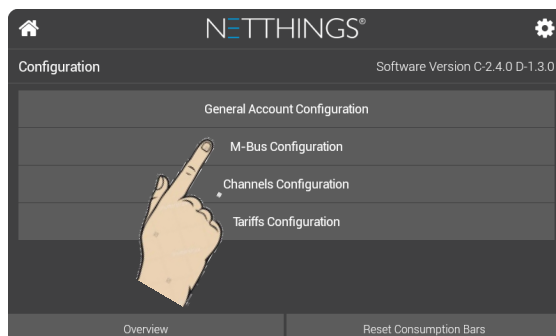 NETTHINGS®
Configuration Software Version C-2.4.0 D-1.3.0
General Account Configuration
M-Bus Configuration
Channels Configuration
Tariffs Configuration
Overview Reset Consumption Bars